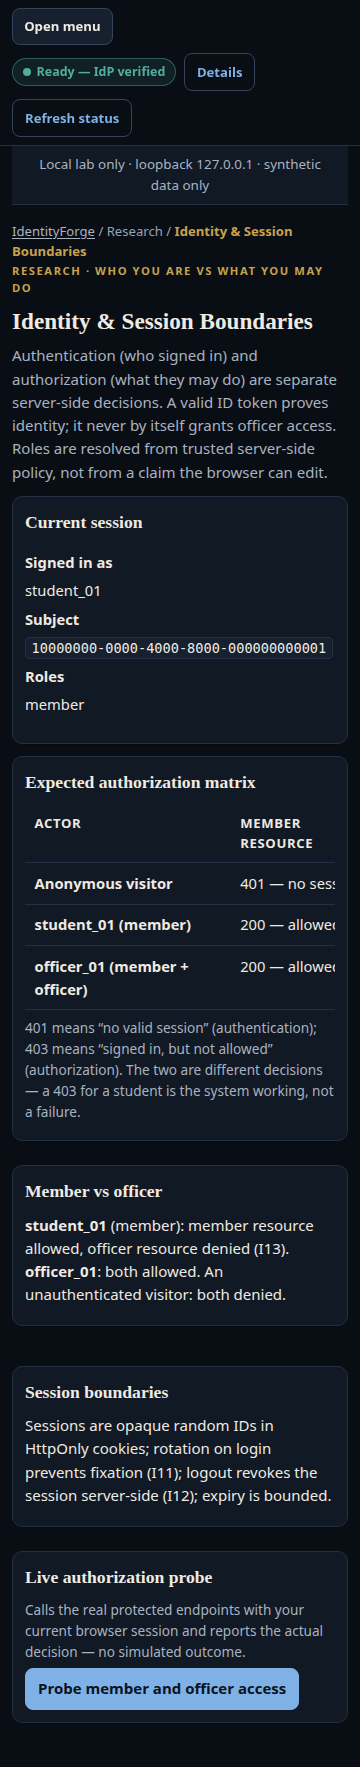 Open menu
Ready — IdP verified
Details
Refresh status
Local lab only · loopback 127.0.0.1 · synthetic
data only
IdentityForge / Research / Identity & Session
Boundaries
RESEARCH · WHO YOU ARE VS WHAT YOU MAY
DO
Identity & Session Boundaries
Authentication (who signed in) and
authorization (what they may do) are separate
server-side decisions. A valid ID token proves
identity; it never by itself grants officer access.
Roles are resolved from trusted server-side
policy, not from a claim the browser can edit.
Current session
Signed in as
student_01
Subject
10000000-0000-4000-8000-000000000001
Roles
member
Expected authorization matrix
ACTOR
MEMBER
RESOURCE
Anonymous visitor
401 — no sess
student_01 (member)
200 — allowed
officer_01 (member +
officer)
200 — allowed
401 means “no valid session” (authentication);
403 means “signed in, but not allowed”
(authorization). The two are different decisions
— a 403 for a student is the system working, not
a failure.
Member vs officer
student_01 (member): member resource
allowed, officer resource denied (I13).
officer_01: both allowed. An
unauthenticated visitor: both denied.
Session boundaries
Sessions are opaque random IDs in
HttpOnly cookies; rotation on login
prevents fixation (I11); logout revokes the
session server-side (I12); expiry is bounded.
Live authorization probe
Calls the real protected endpoints with your
current browser session and reports the actual
decision — no simulated outcome.
Probe member and officer access